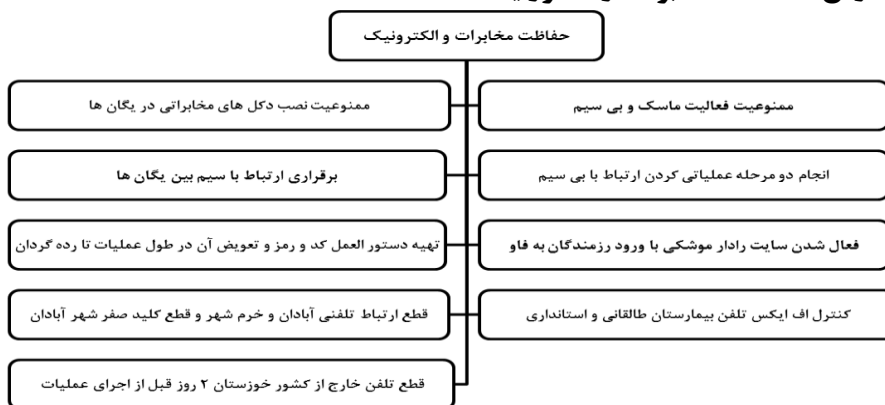 حفاظت مخابرات و الکترونیک
ممنوعیت فعالیت ماسک و بی سیم
ممنوعیت نصب دکل های مخابراتی در یگان ها
انجام دو مرحله عملیاتی کردن ارتباط با بی سیم
برقراری ارتباط با سیم بین یگان ها
فعال شدن سایت رادار موشکی با ورود رزمندگان به فاو
تهیه دستور العمل کد و رمز و تعویض آن در طول عملیات تا رده گردان
کنترل اف ایکس تلفن بیمارستان طالقانی و استانداری
قطع ارتباط تلفنی آبادان و خرم شهر و قطع کلید صفر شهر آبادان
قطع تلفن خارج از کشور خوزستان ۲ روز قبل از اجرای عملیات